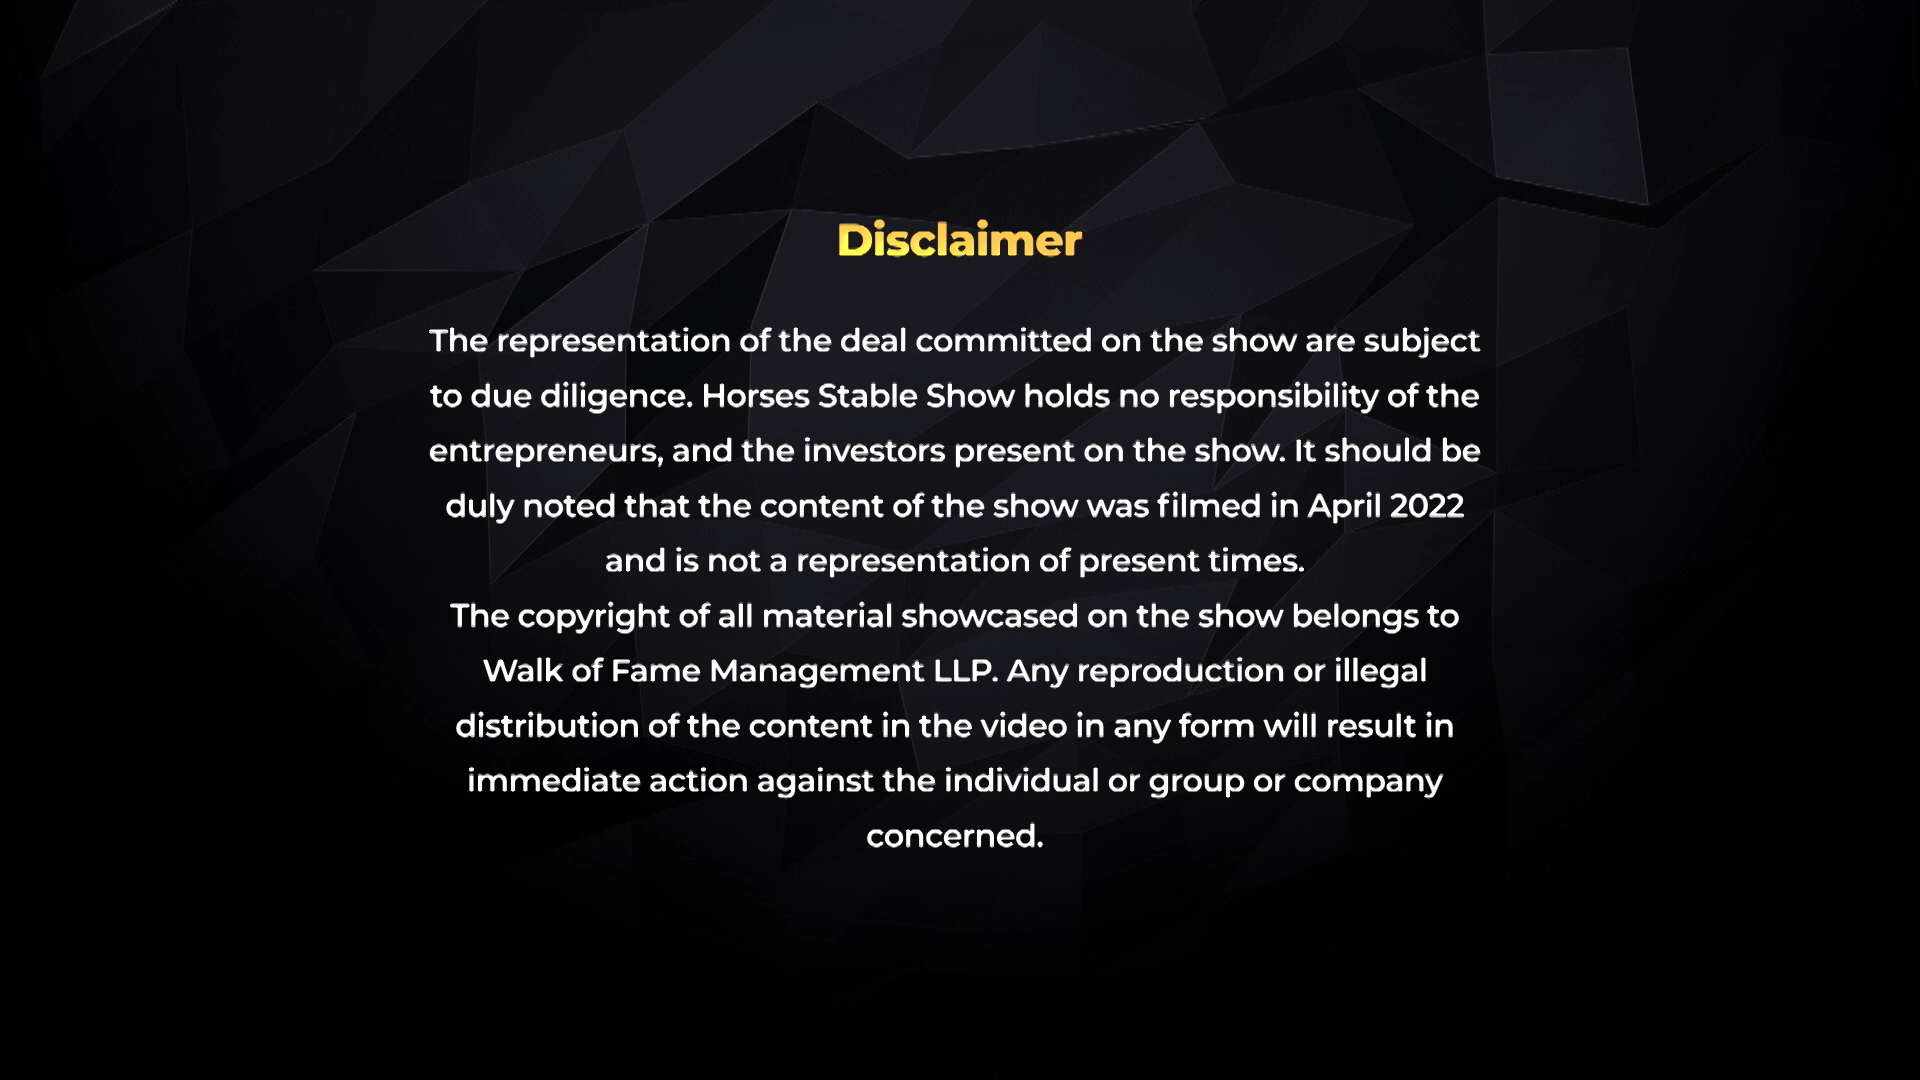 Disclaimer
The representation of the deal committed on the show are subject
to due diligence. Horses Stable Show holds no responsibility of the
entrepreneurs, and the investors present on the show. It should be
duly noted that the content of the show was filmed in April 2022
and is not a representation of present times.
The copyright of all material showcased on the show belongs to
Walk of Fame Management LLP. Any reproduction or illegal
distribution of the content in the video in any form will result in
immediate action against the individual or group or company
concerned.